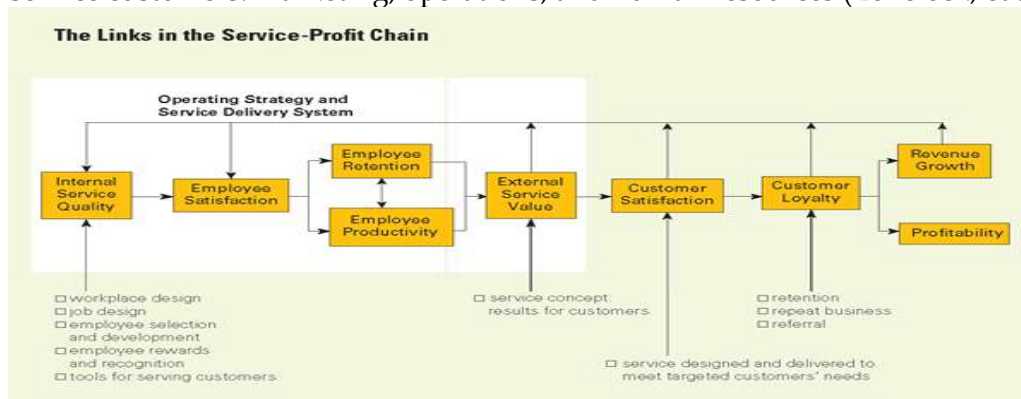 The Links in the Service-Profit Chain
Operating Strategy and
Service Delivery System
Internal
Service
Quality
Employee
Satisfaction
Employee
Retention
Employee
Productivity
External
Service
Value
Customer
Satisfaction
Customer
Loyalty
Revenue
Growth
Profitability
□ workplace design
□ job design
□ employee selection
and development
□ employee rewards
and recognition
□ tools for serving customers
□ service concept:
results for customers
□ retention
□ repeat business
□ referral
□ service designed and delivered to
meet targeted customers' needs